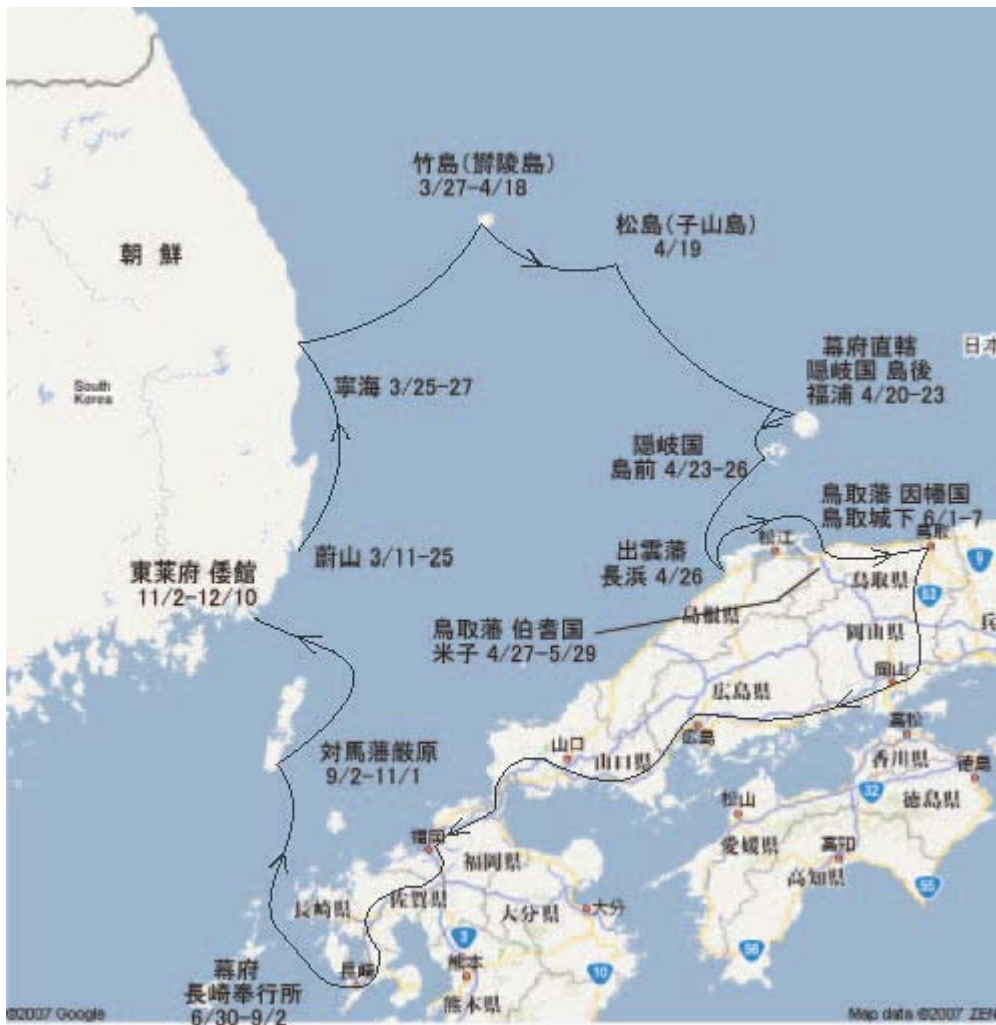 竹島(欝陵島)
3/27-4/18
松島(子山島)
4/19
朝 鮮
幕府直轄
隠岐国 島後
福浦 4/20-23
日本
South
Korea
寧海 3/25-27
隠岐国
島前 4/23-26
鳥取藩 因幡国
鳥取城下 6/1-7
蔚山 3/11-25
出雲藩
長浜 4/26
松江
鳥取
9
東莱府 倭館
11/2-12/10
鳥取県
53
島根県
鳥取藩 伯耆国
米子 4/27-5/29
岡山県
兵
岡山
広島県
広島
高松
対馬藩厳原
9/2-11/1
山口
山口県
香川県
徳島
32
徳島県
松山
愛媛県
高知
高知県
福岡
福岡県
55
佐賀県
長崎県
大分県
大分
3
56
幕府
長崎奉行所
6/30-9/2
長崎
熊本
10
熊本県
©2007 Google
Map data ©2007 ZEN